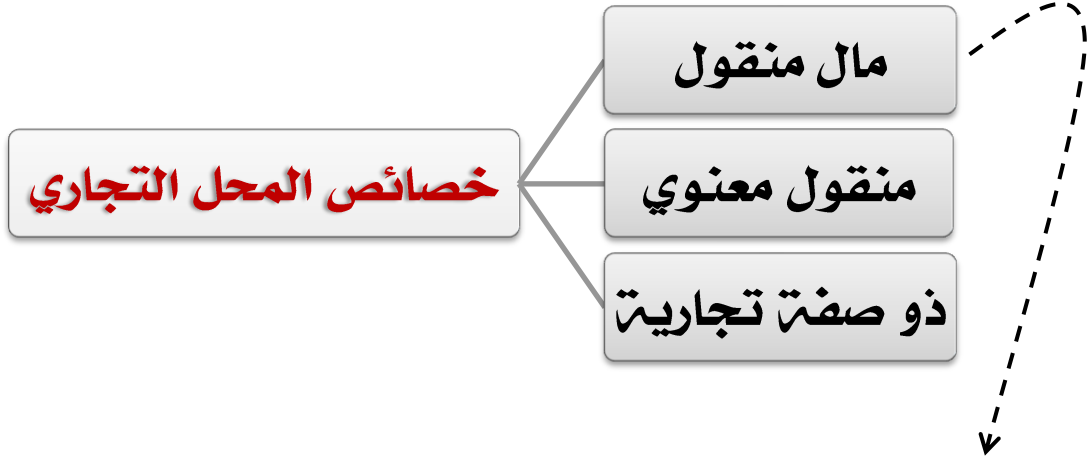 خصائص المحل التجاري
مال منقول
منقول معنوي
ذو صفة تجارية